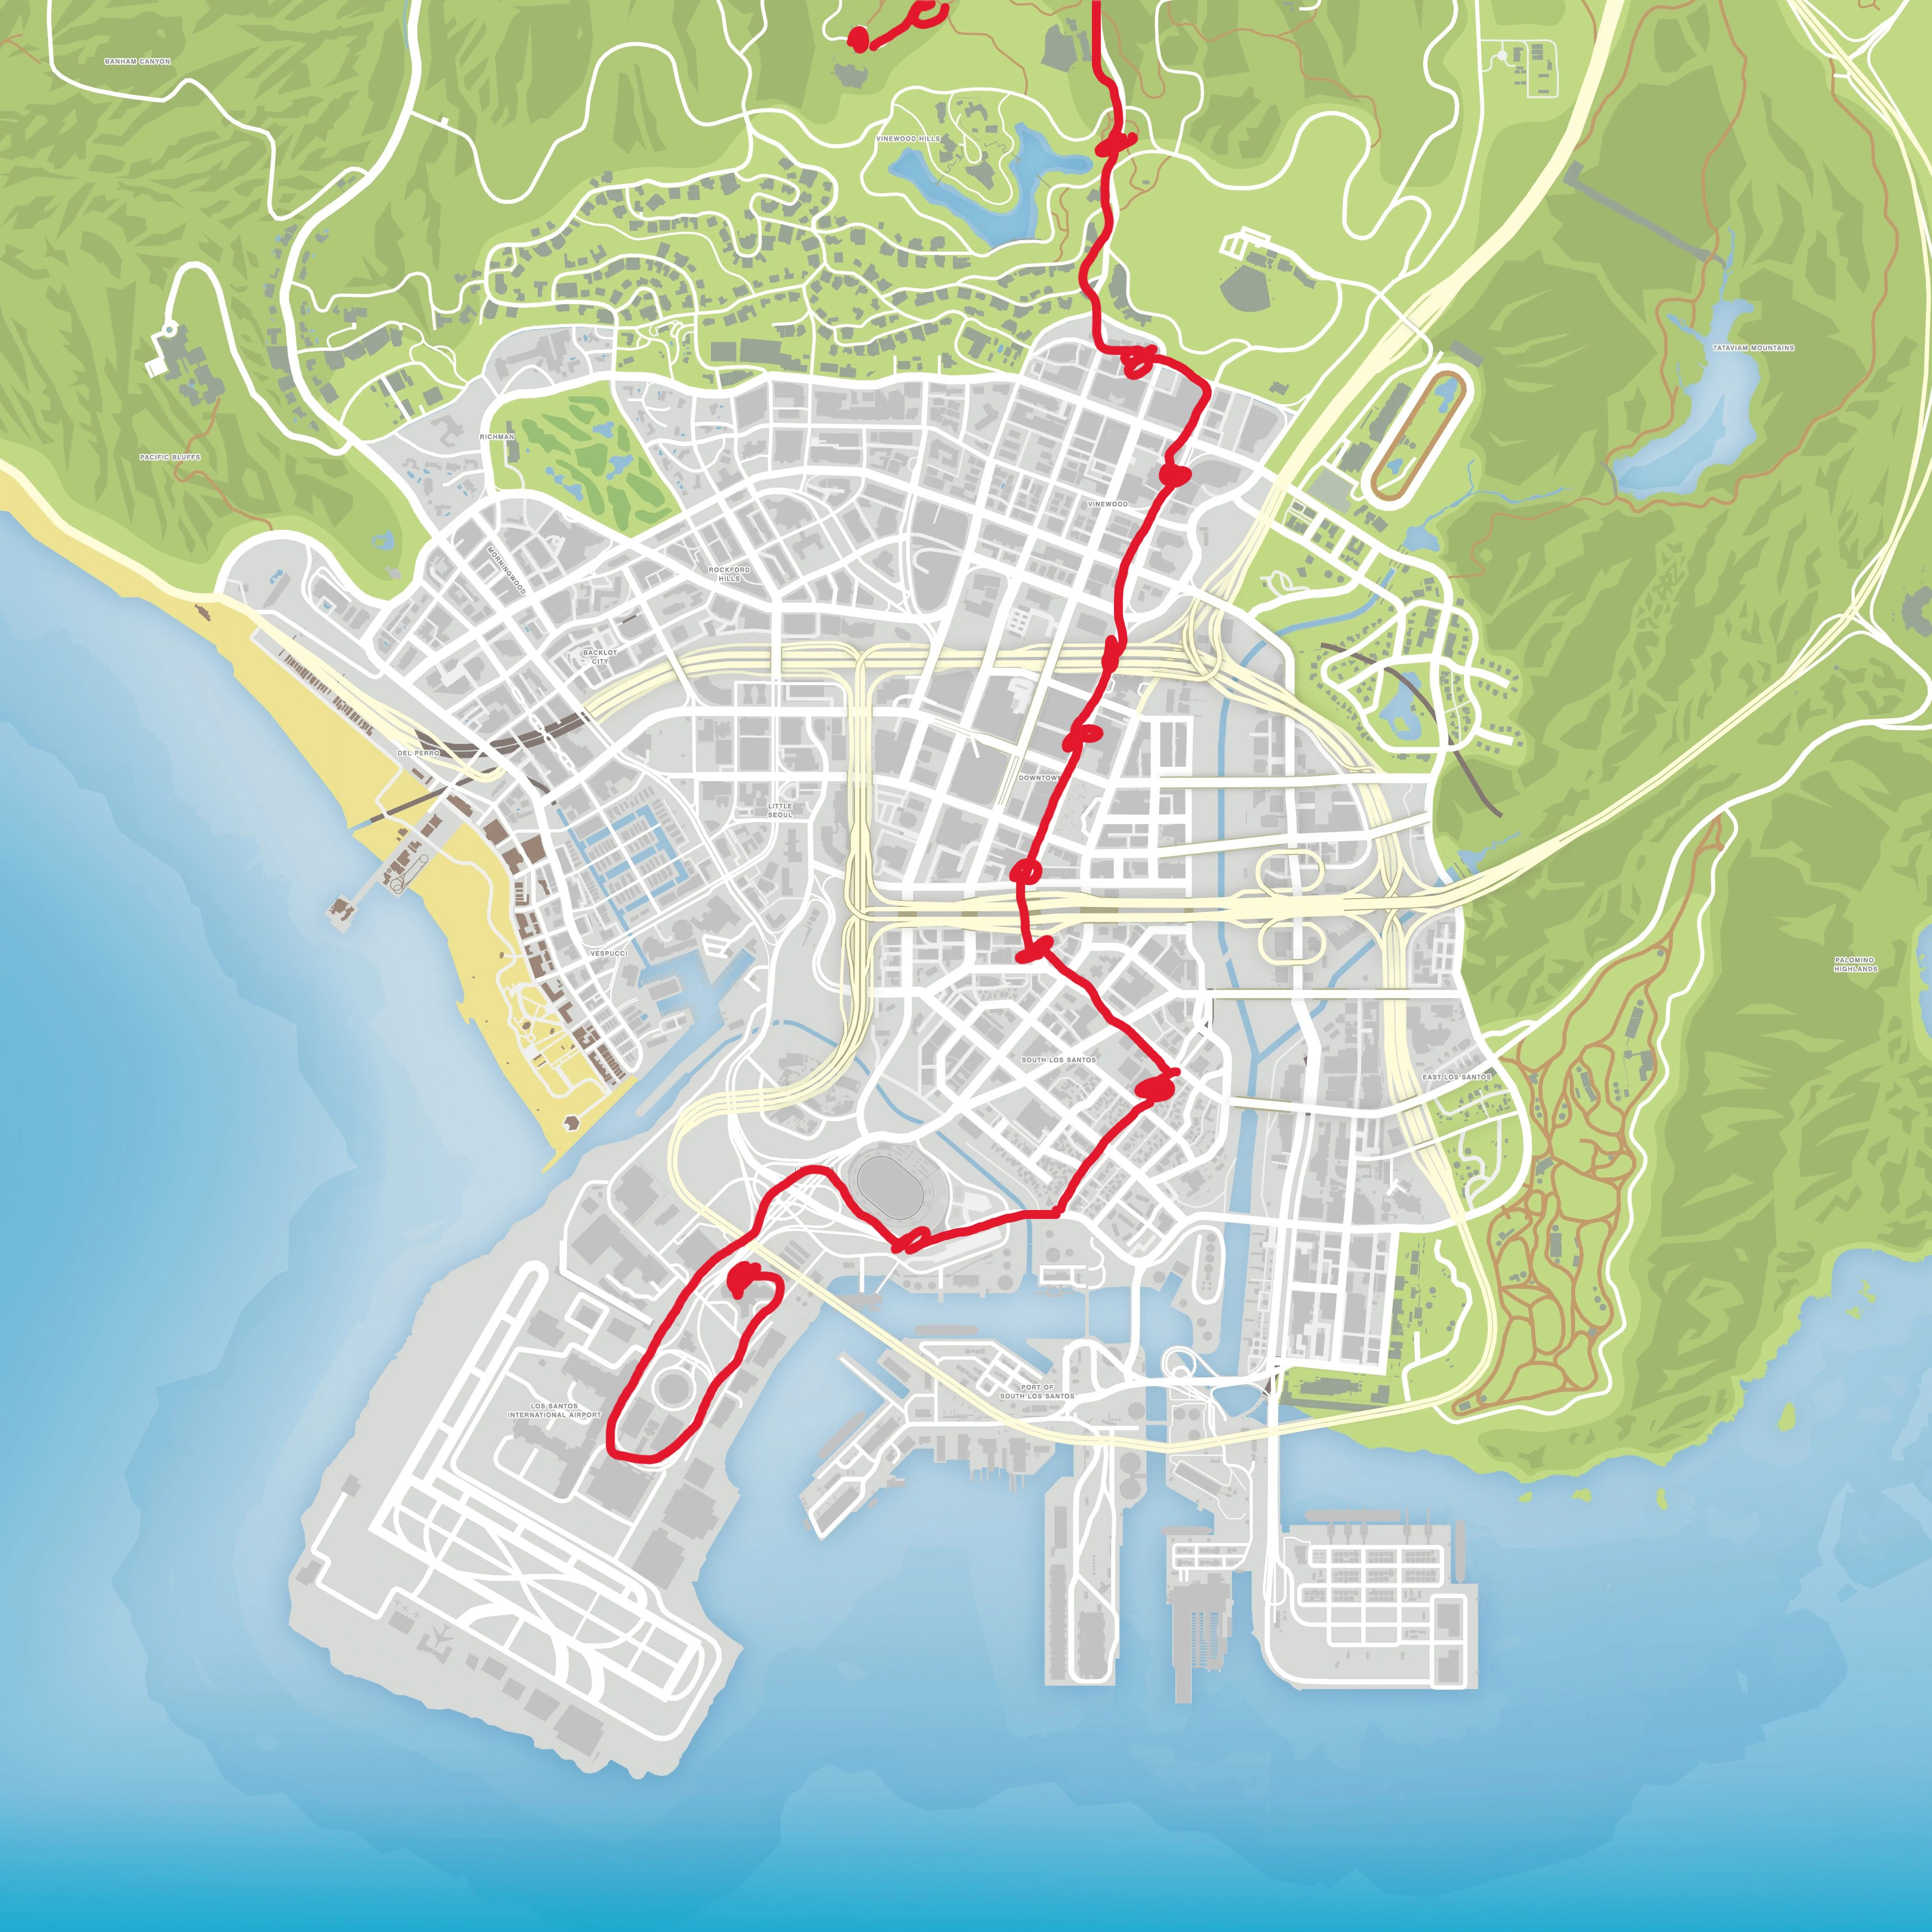 BANHAM CANYON
VINEWOOD HILLS
TATAVIAM MOUNTAINS
RICHMAN
PACIFIC BLUFFS
VINEWOOD
MORNINGWOOD
ROCKFORD
HILLS
BACKLOT
CITY
DEL PERRO
DOWNTOWN
LITTLE
SEOUL
VESPUCCI
PALOMINO
HIGHLANDS
SOUTH LOS SANTOS
EAST LOS SANTOS
PORT OF
SOUTH LOS SANTOS
LOS SANTOS
INTERNATIONAL AIRPORT